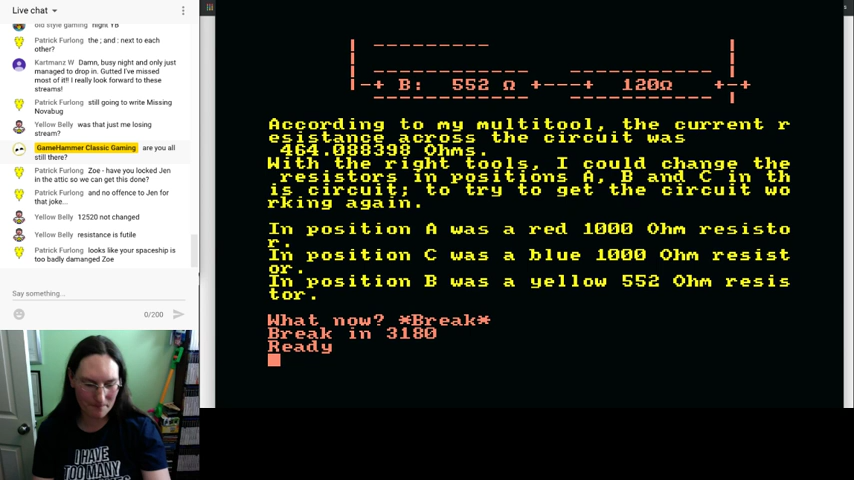 Live chat
old style gaming night YB
Patrick Furlong the ; and : next to each
other?
Kartmanz W Damn, busy night and only just
managed to drop in. Gutted I've missed
most of it!! I really look forward to these
streams!
Patrick Furlong still going to write Missing
Novabug
Yellow Belly was that just me losing
stream?
GameHammer Classic Gaming are you all
still there?
Patrick Furlong Zoe - have you locked Jen
in the attic so we can get this done?
Patrick Furlong and no offence to Jen for
that joke...
Yellow Belly 12520 not changed
Yellow Belly resistance is futile
Patrick Furlong looks like your spaceship is
too badly damanged Zoe
Say something...
0/200
B: 552 Ω
120Ω
According to my multitool, the current r
esistance across the circuit was
464.088398 Ohms.
With the right tools, I could change the
resistors in positions A, B and C in th
is circuit; to try to get the circuit wo
rking again.
In position A was a red 1000 Ohm resisto
r.
In position C was a blue 1000 Ohm resist
or.
In position B was a yellow 552 Ohm resis
tor.
What now? *Break*
Break in 3180
Ready
I HAVE
TOO MANY